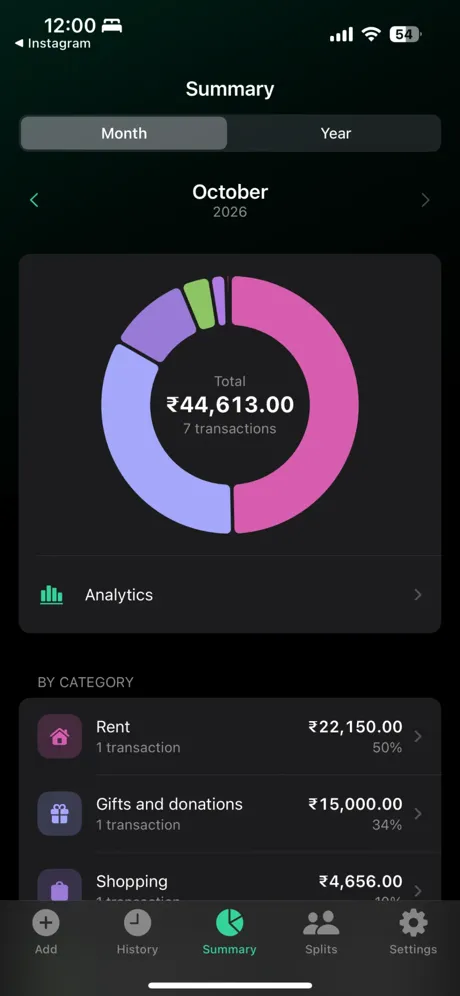 12:00
◀ Instagram
54
Summary
Month
Year
October
2026
Total
₹44,613.00
7 transactions
Analytics
BY CATEGORY
Rent
₹22,150.00
1 transaction
50%
Gifts and donations
₹15,000.00
1 transaction
34%
Shopping
₹4,656.00
1 transaction
Add
History
Summary
Splits
Settings